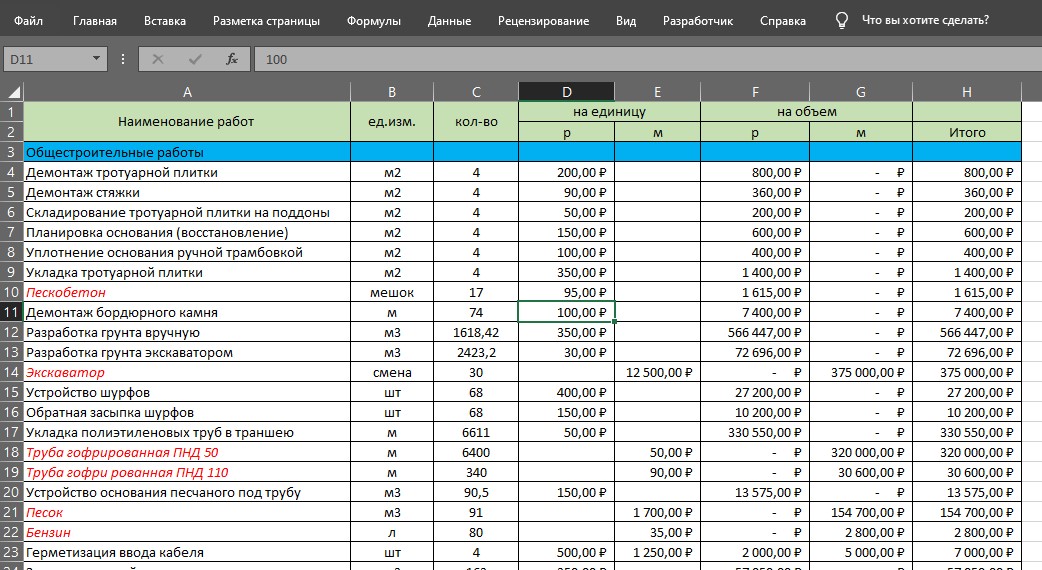 Файл Главная Вставка Разметка страницы Формулы Данные Рецензирование Вид Разработчик Справка Что вы хотите сделать?
D11 fx 100
A B C D E F G H
1 Наименование работ ед.изм. кол-во на единицу на объем
2 р м р м Итого
3 Общестроительные работы
4 Демонтаж тротуарной плитки м2 4 200,00 ₽ 800,00 ₽ - ₽ 800,00 ₽
5 Демонтаж стяжки м2 4 90,00 ₽ 360,00 ₽ - ₽ 360,00 ₽
6 Складирование тротуарной плитки на поддоны м2 4 50,00 ₽ 200,00 ₽ - ₽ 200,00 ₽
7 Планировка основания (восстановление) м2 4 150,00 ₽ 600,00 ₽ - ₽ 600,00 ₽
8 Уплотнение основания ручной трамбовкой м2 4 100,00 ₽ 400,00 ₽ - ₽ 400,00 ₽
9 Укладка тротуарной плитки м2 4 350,00 ₽ 1 400,00 ₽ - ₽ 1 400,00 ₽
10 Пескобетон мешок 17 95,00 ₽ 1 615,00 ₽ - ₽ 1 615,00 ₽
11 Демонтаж бордюрного камня м 74 100,00 ₽ 7 400,00 ₽ - ₽ 7 400,00 ₽
12 Разработка грунта вручную м3 1618,42 350,00 ₽ 566 447,00 ₽ - ₽ 566 447,00 ₽
13 Разработка грунта экскаватором м3 2423,2 30,00 ₽ 72 696,00 ₽ - ₽ 72 696,00 ₽
14 Экскаватор смена 30 12 500,00 ₽ - ₽ 375 000,00 ₽ 375 000,00 ₽
15 Устройство шурфов шт 68 400,00 ₽ 27 200,00 ₽ - ₽ 27 200,00 ₽
16 Обратная засыпка шурфов шт 68 150,00 ₽ 10 200,00 ₽ - ₽ 10 200,00 ₽
17 Укладка полиэтиленовых труб в траншею м 6611 50,00 ₽ 330 550,00 ₽ - ₽ 330 550,00 ₽
18 Труба гофрированная ПНД 50 м 6400 50,00 ₽ - ₽ 320 000,00 ₽ 320 000,00 ₽
19 Труба гофри рованная ПНД 110 м 340 90,00 ₽ - ₽ 30 600,00 ₽ 30 600,00 ₽
20 Устройство основания песчаного под трубу м3 90,5 150,00 ₽ 13 575,00 ₽ - ₽ 13 575,00 ₽
21 Песок м3 91 1 700,00 ₽ - ₽ 154 700,00 ₽ 154 700,00 ₽
22 Бензин л 80 35,00 ₽ - ₽ 2 800,00 ₽ 2 800,00 ₽
23 Герметизация ввода кабеля шт 4 500,00 ₽ 1 250,00 ₽ 2 000,00 ₽ 5 000,00 ₽ 7 000,00 ₽